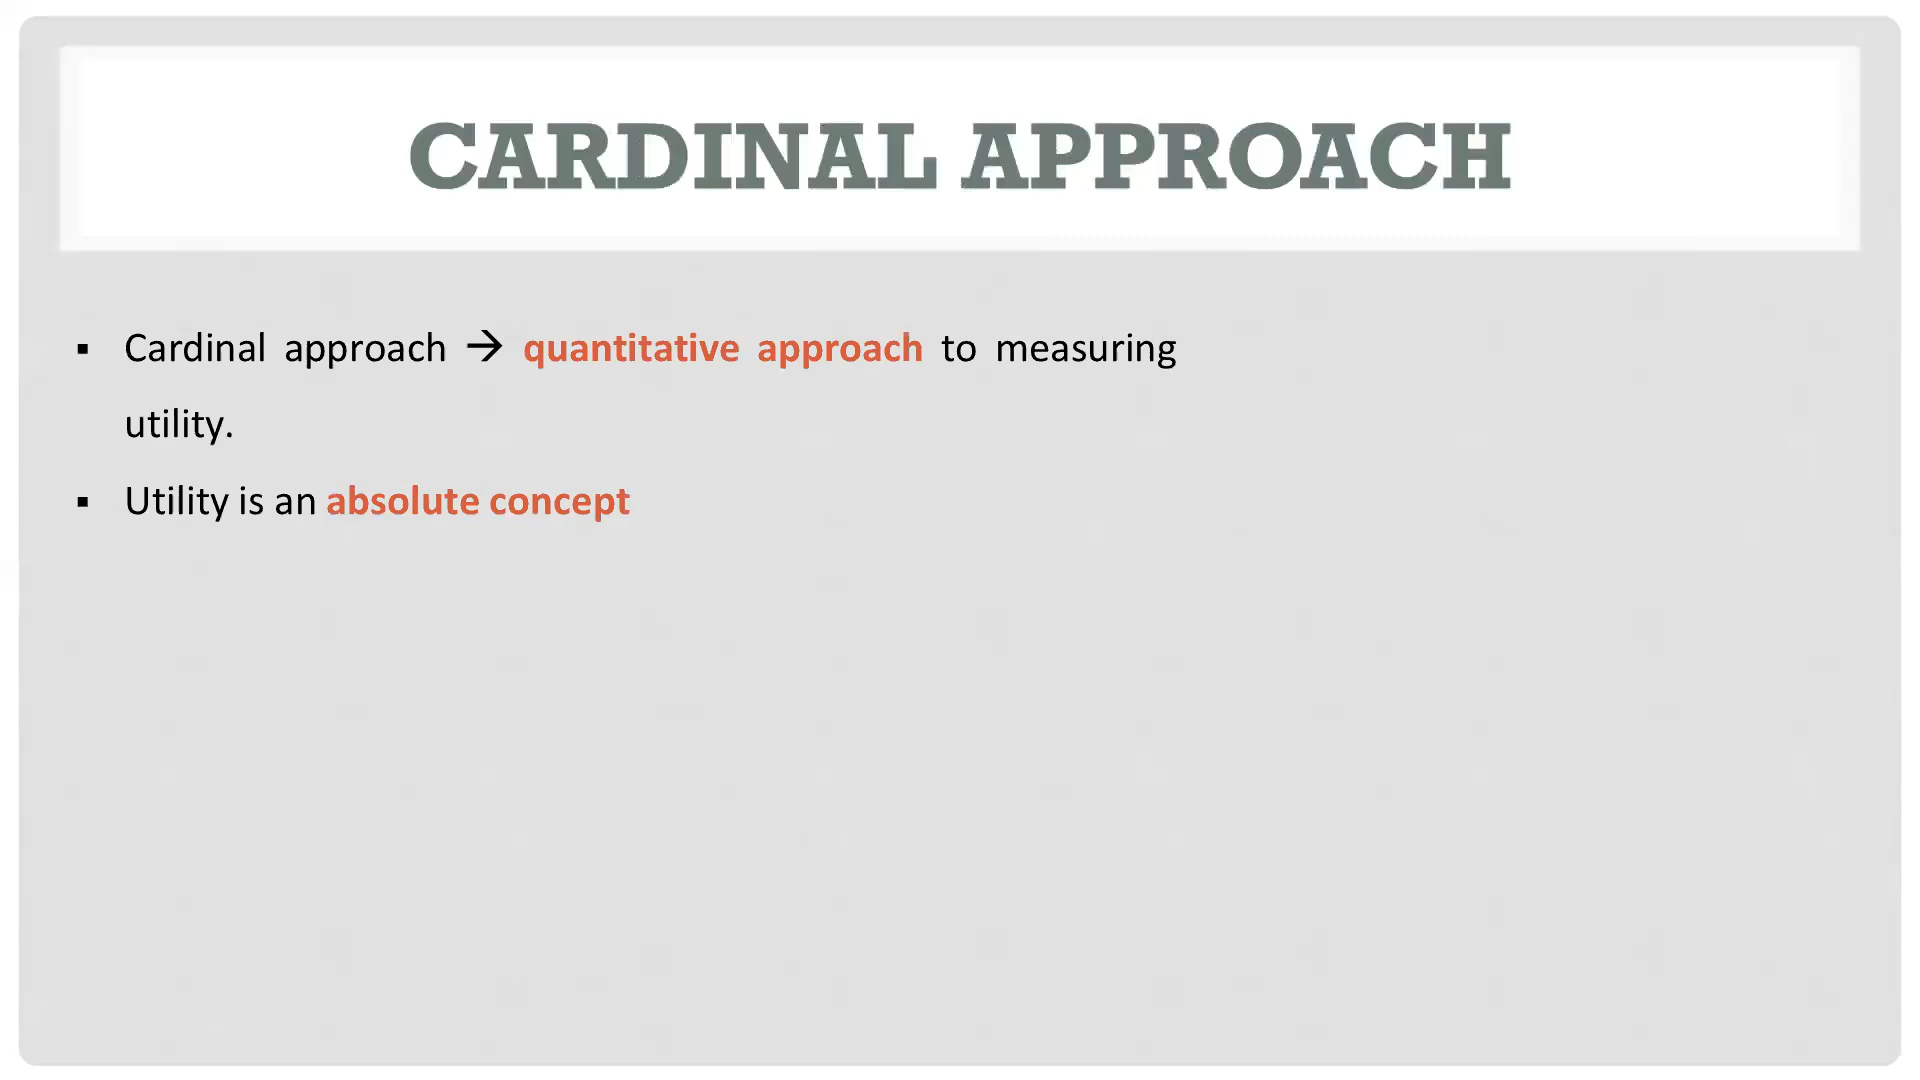 CARDINAL APPROACH
▪ Cardinal approach → quantitative approach to measuring
utility.
▪ Utility is an absolute concept